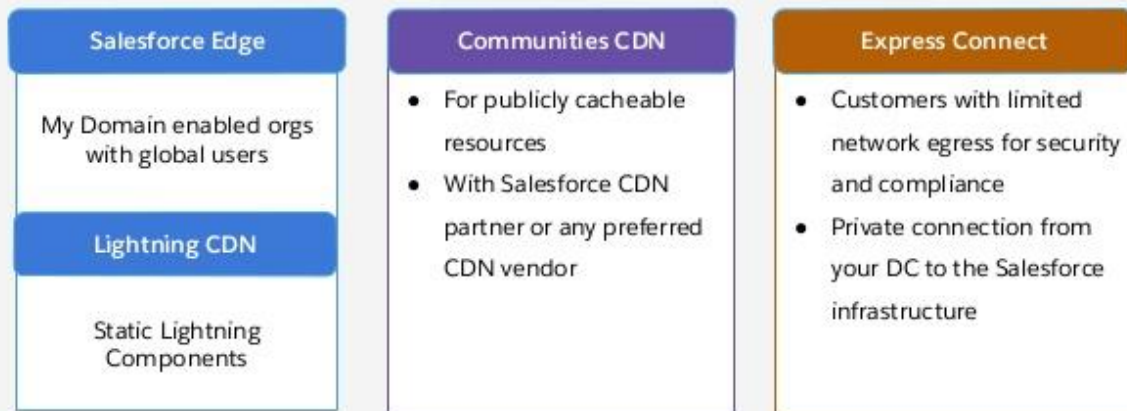 Salesforce Edge
My Domain enabled orgs
with global users
Lightning CDN
Static Lightning
Components
Communities CDN
● For publicly cacheable
resources
● With Salesforce CDN
partner or any preferred
CDN vendor
Express Connect
● Customers with limited
network egress for security
and compliance
● Private connection from
your DC to the Salesforce
infrastructure